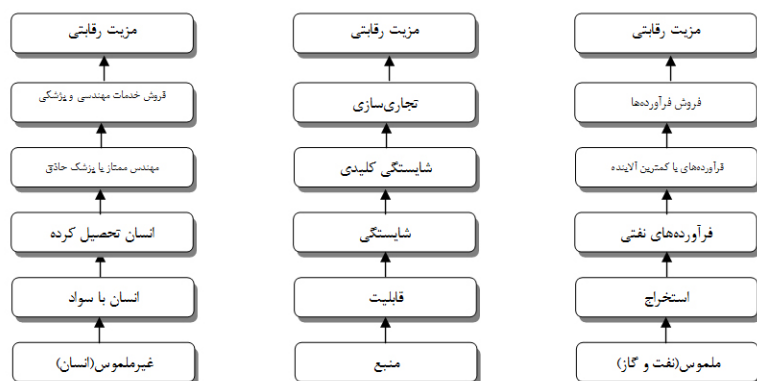 مزیت رقابتی
فروش فرآورده‌ها
فرآورده‌های با کمترین آلاینده
فرآورده‌های نفتی
استخراج
ملموس(نفت و گاز)
مزیت رقابتی
تجاری‌سازی
شایستگی کلیدی
شایستگی
قابلیت
منبع
مزیت رقابتی
فروش خدمات مهندسی و پزشکی
مهندس ممتاز یا پزشک حاذق
انسان تحصیل کرده
انسان با سواد
غیرملموس(انسان)